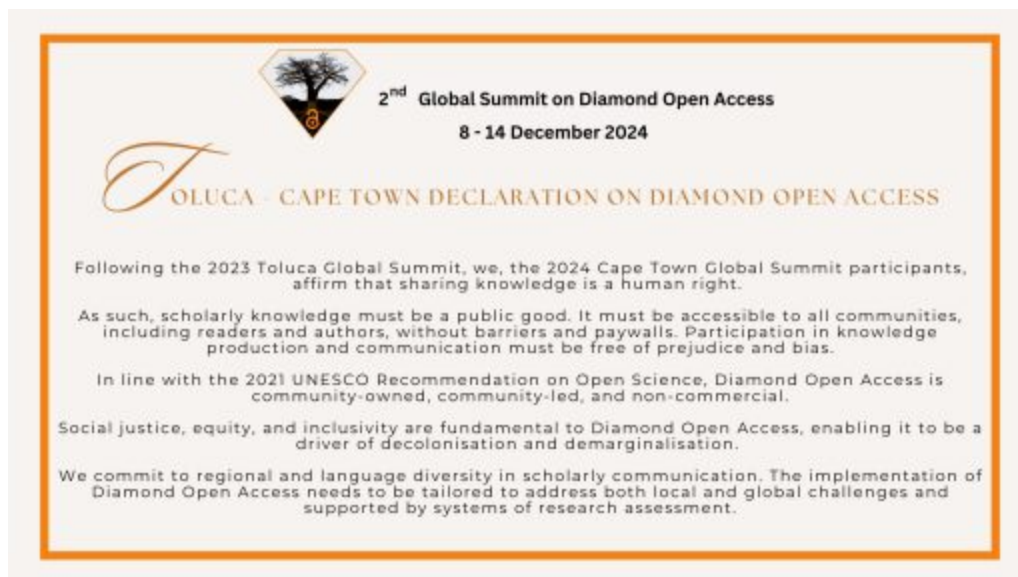 2nd Global Summit on Diamond Open Access
8 - 14 December 2024
TOLUCA - CAPE TOWN DECLARATION ON DIAMOND OPEN ACCESS
Following the 2023 Toluca Global Summit, we, the 2024 Cape Town Global Summit participants,
affirm that sharing knowledge is a human right.
As such, scholarly knowledge must be a public good. It must be accessible to all communities,
including readers and authors, without barriers and paywalls. Participation in knowledge
production and communication must be free of prejudice and bias.
In line with the 2021 UNESCO Recommendation on Open Science, Diamond Open Access is
community-owned, community-led, and non-commercial.
Social justice, equity, and inclusivity are fundamental to Diamond Open Access, enabling it to be a
driver of decolonisation and demarginalisation.
We commit to regional and language diversity in scholarly communication. The implementation of
Diamond Open Access needs to be tailored to address both local and global challenges and
supported by systems of research assessment.